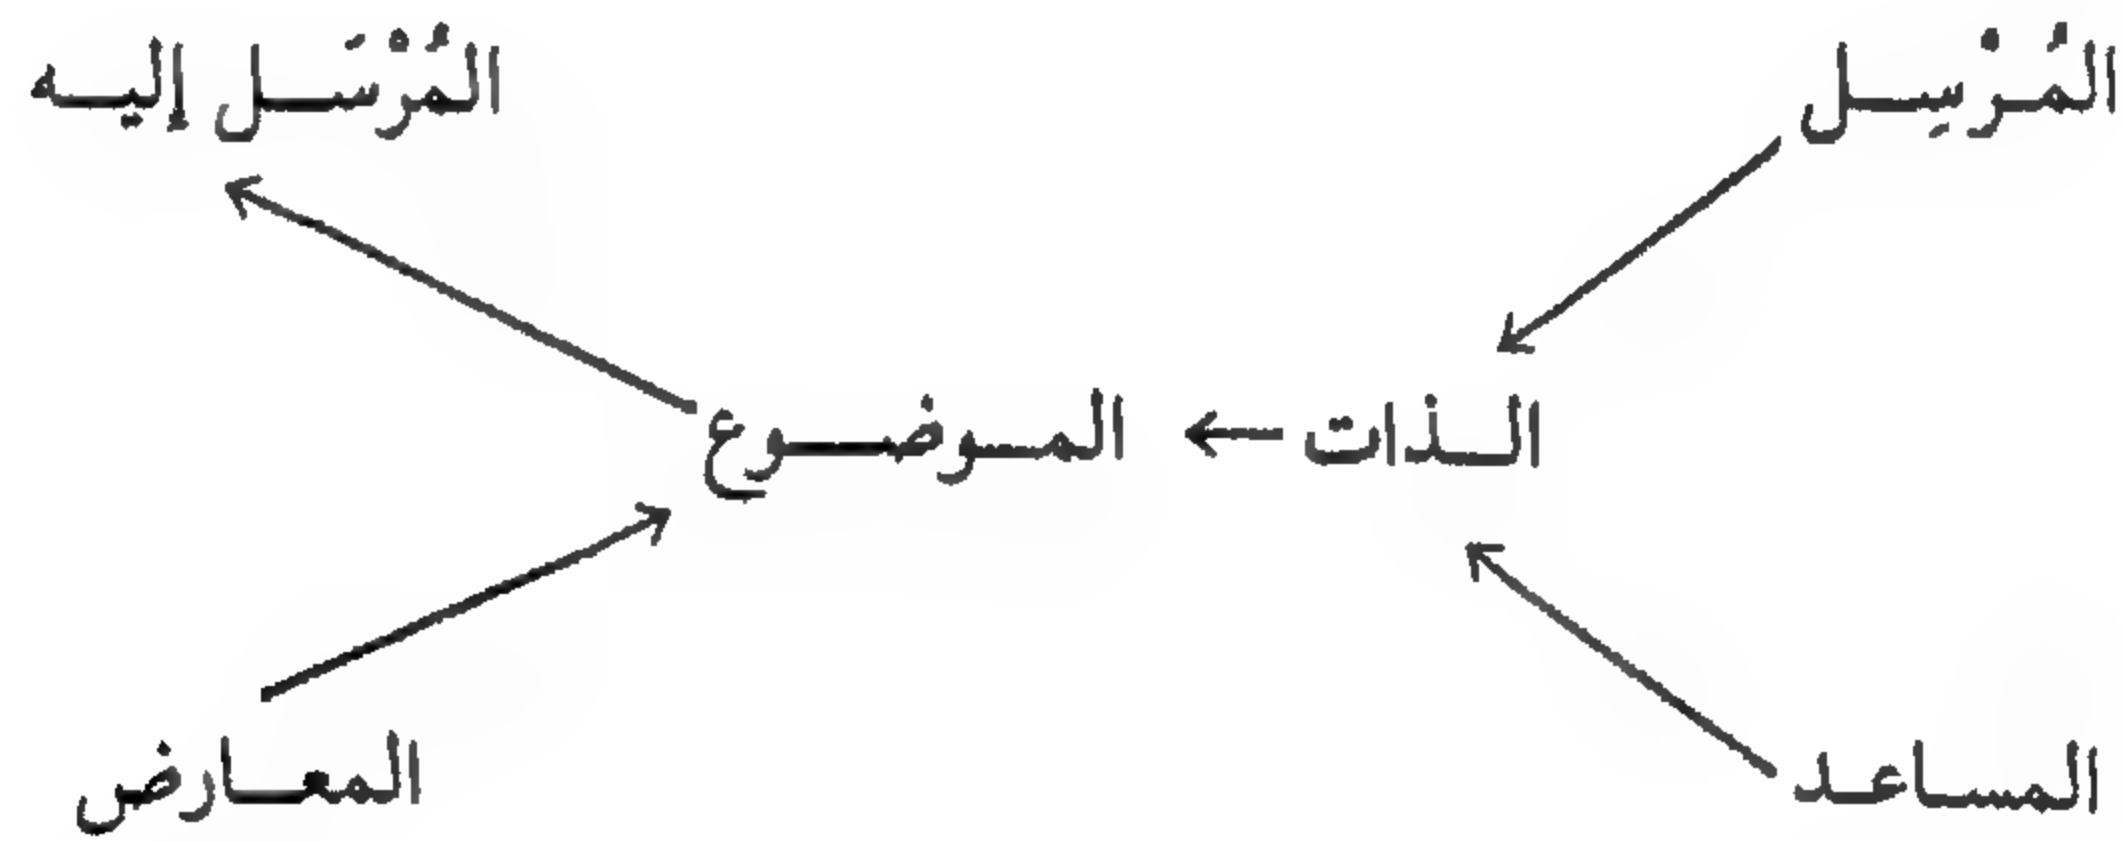 المُرْسِل المُرْسَل إليه
الذات ← الموضوع
المساعد المعارض